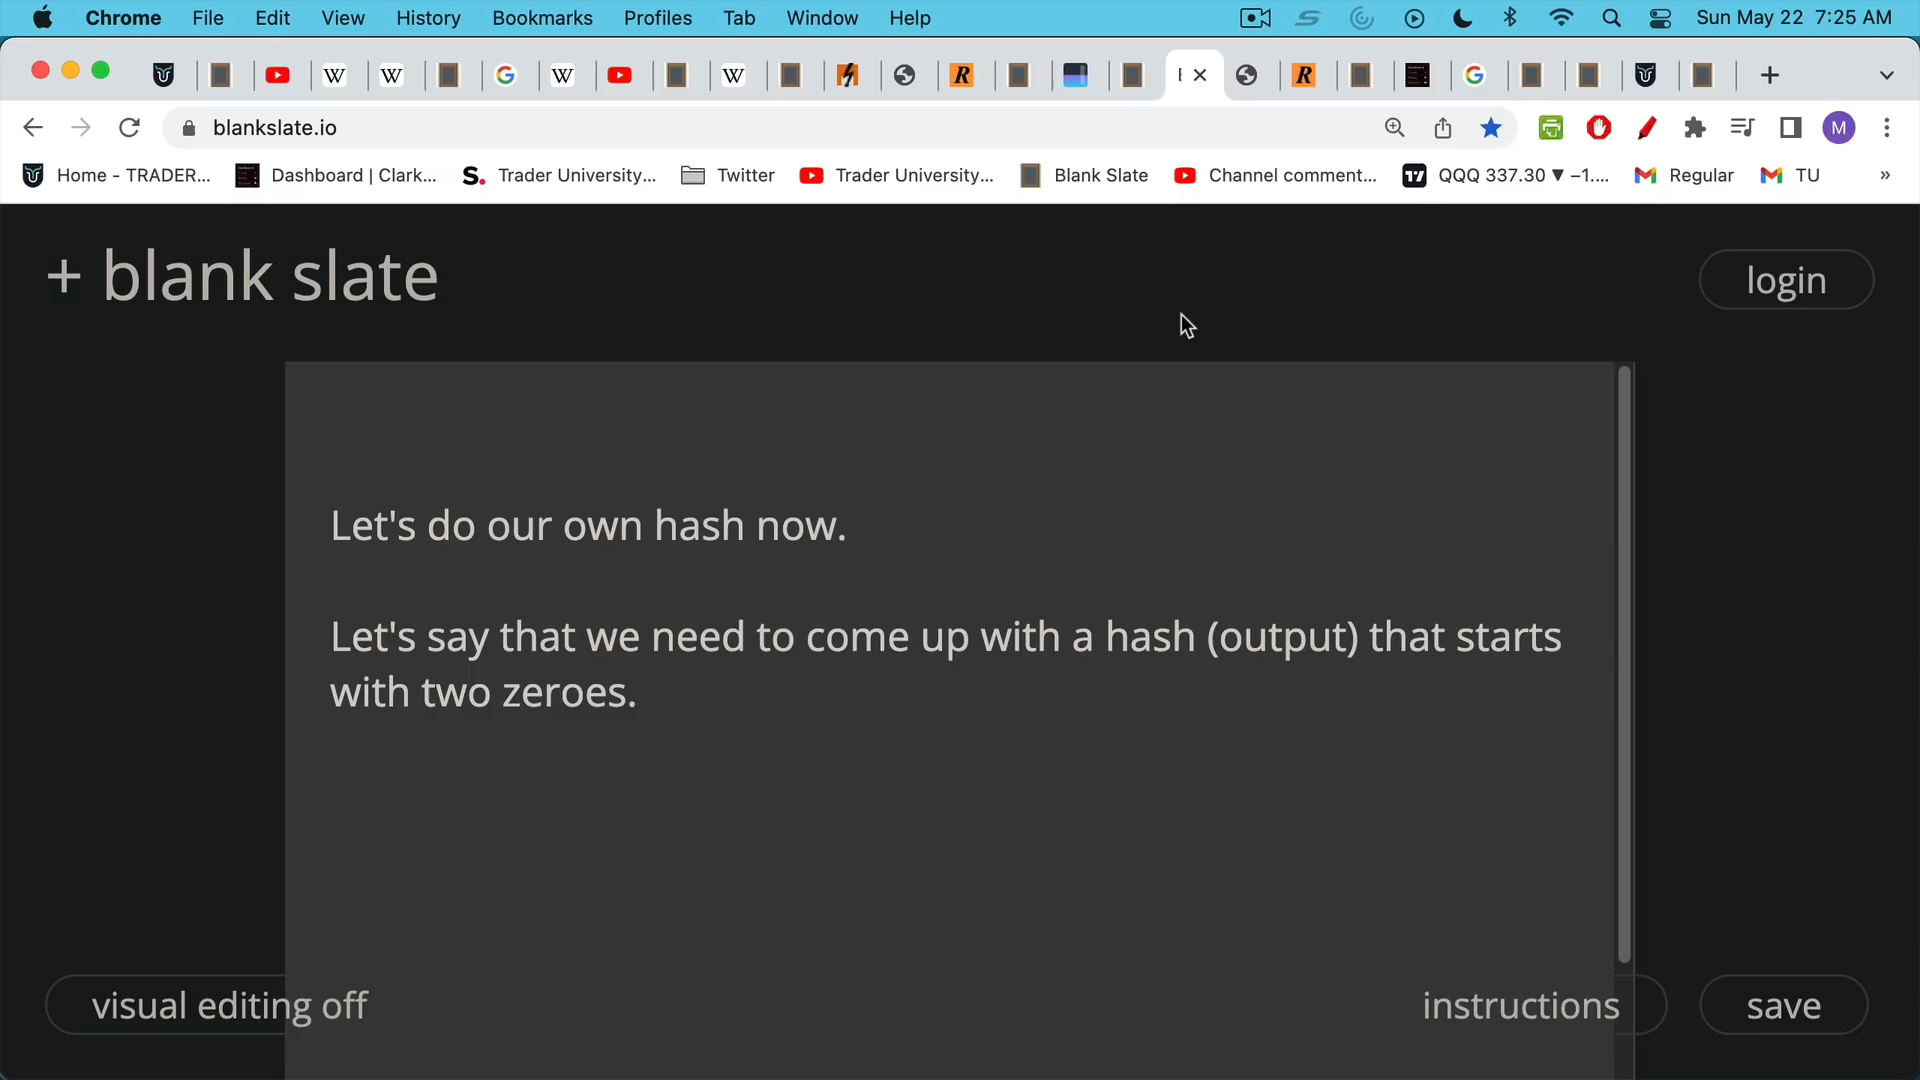 Chrome File Edit View History Bookmarks Profiles Tab Window Help Sun May 22 7:25 AM
blankslate.io M
Home - TRADER... Dashboard | Clark... S. Trader University... Twitter Trader University... Blank Slate Channel comment... QQQ 337.30 ▼ −1.... Regular TU »
+ blank slate
login
Let's do our own hash now.
Let's say that we need to come up with a hash (output) that starts
with two zeroes.
visual editing off instructions save